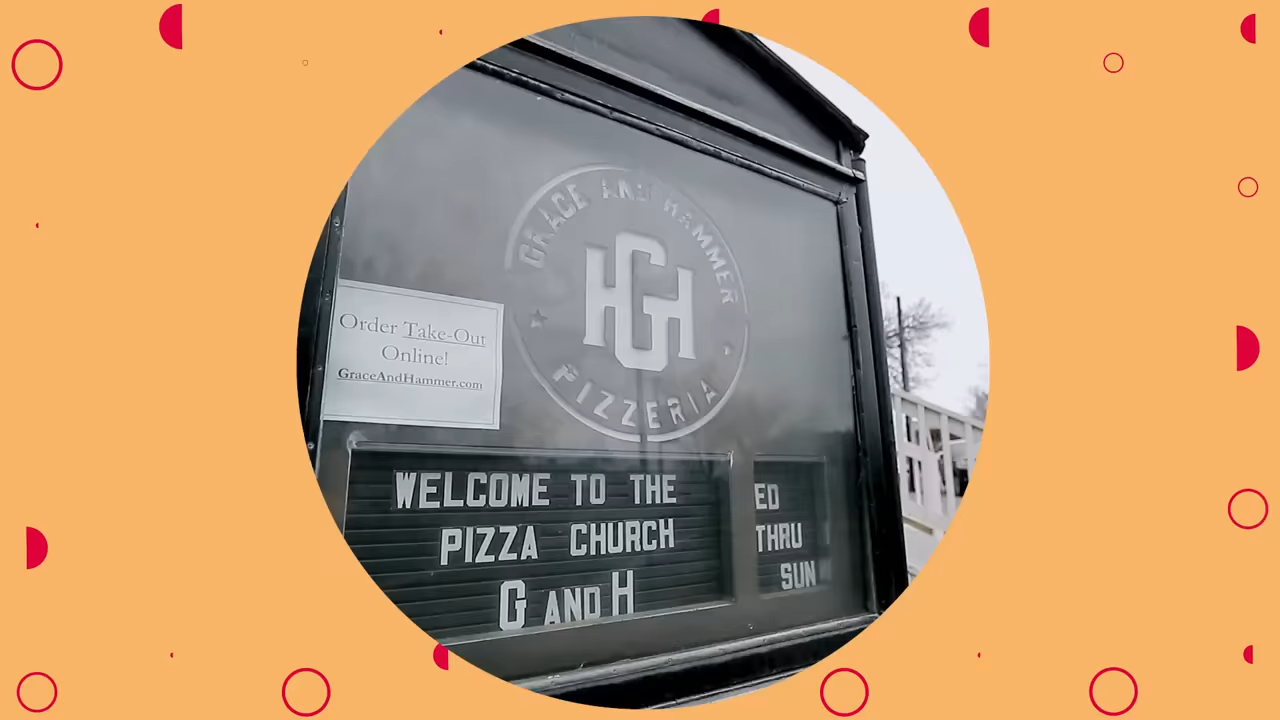 GRACE AND HAMMER
HGH
PIZZERIA
Order Take-Out
Online!
GraceAndHammer.com
WELCOME TO THE
PIZZA CHURCH
G AND H
ED
THRU
SUN